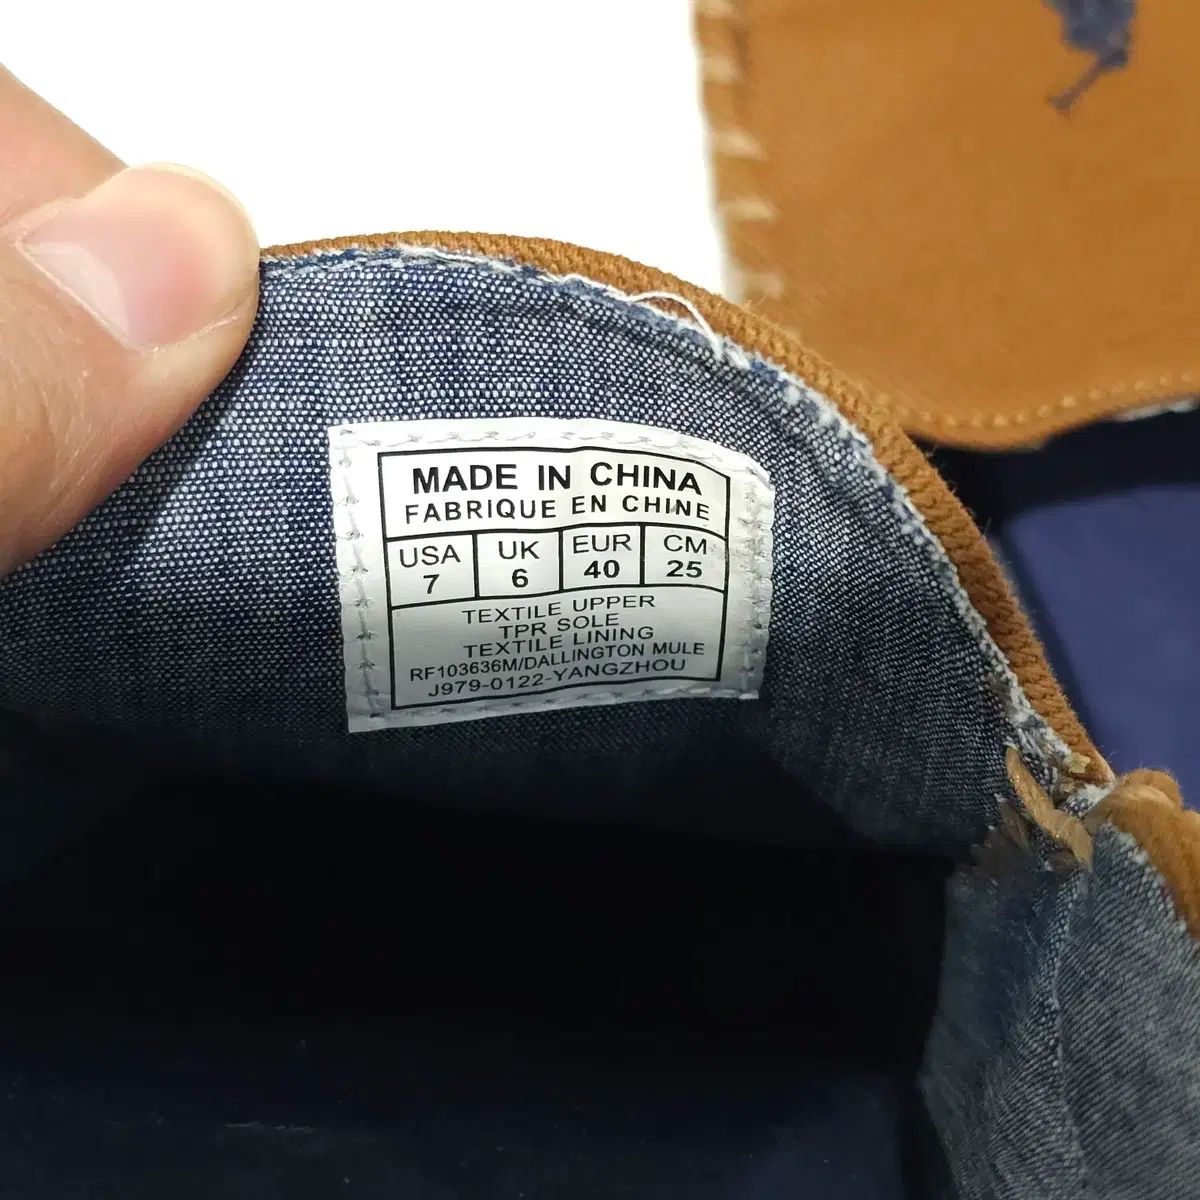 MADE IN CHINA
FABRIQUE EN CHINE
USA UK EUR CM
7 6 40 25
TEXTILE UPPER
TPR SOLE
TEXTILE LINING
RF103636M/DALLINGTON MULE
J979-0122-YANGZHOU